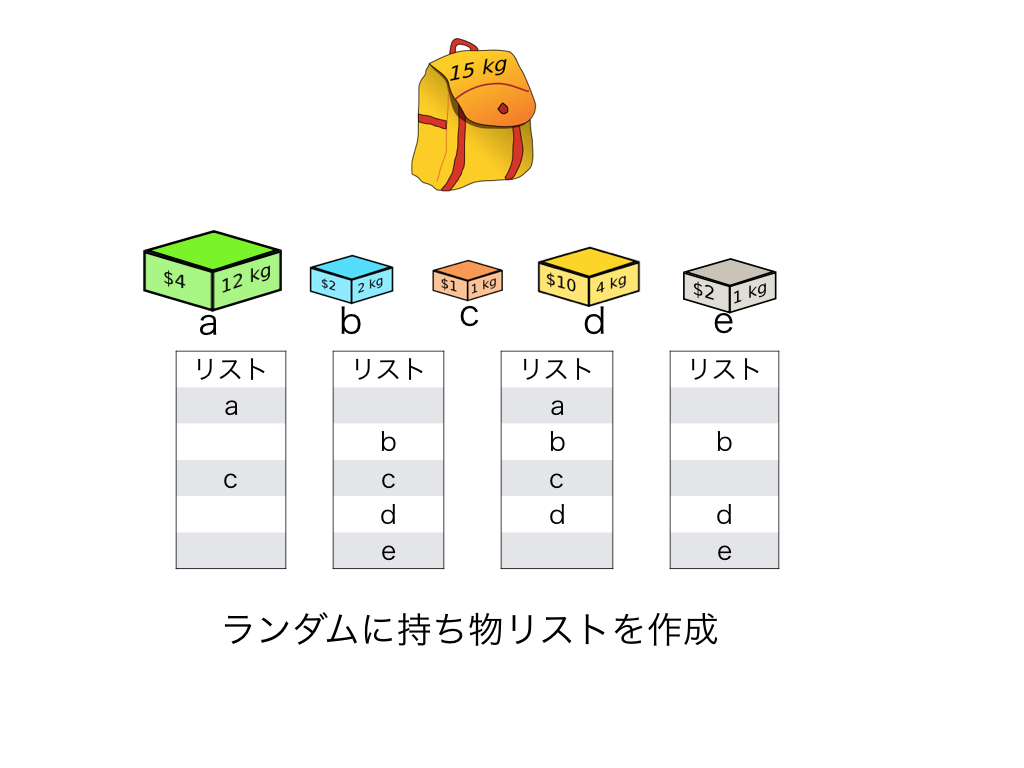 15 kg
$4 12 kg $2 2 kg $1 1 kg $10 4 kg $2 1 kg
a b c d e
リスト リスト リスト リスト
a a
b b b
c c c
d d d
e e
ランダムに持ち物リストを作成